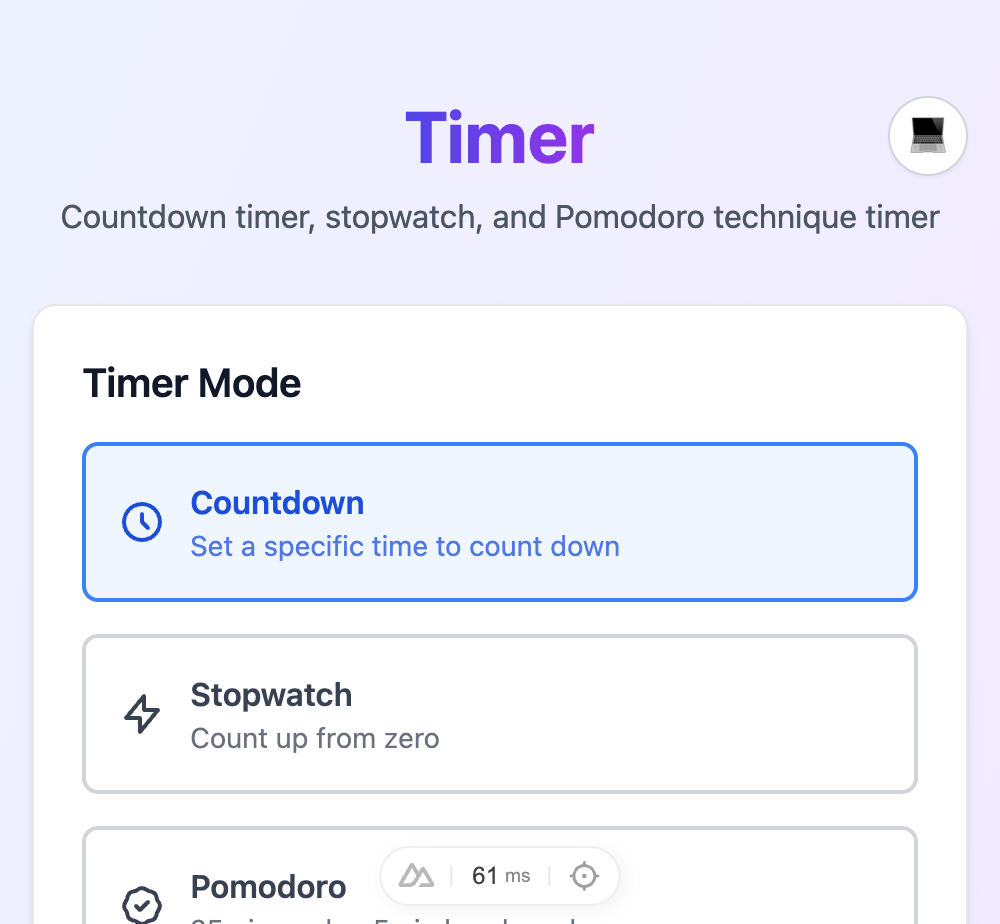 Timer
Countdown timer, stopwatch, and Pomodoro technique timer
Timer Mode
Countdown
Set a specific time to count down
Stopwatch
Count up from zero
Pomodoro
61 ms